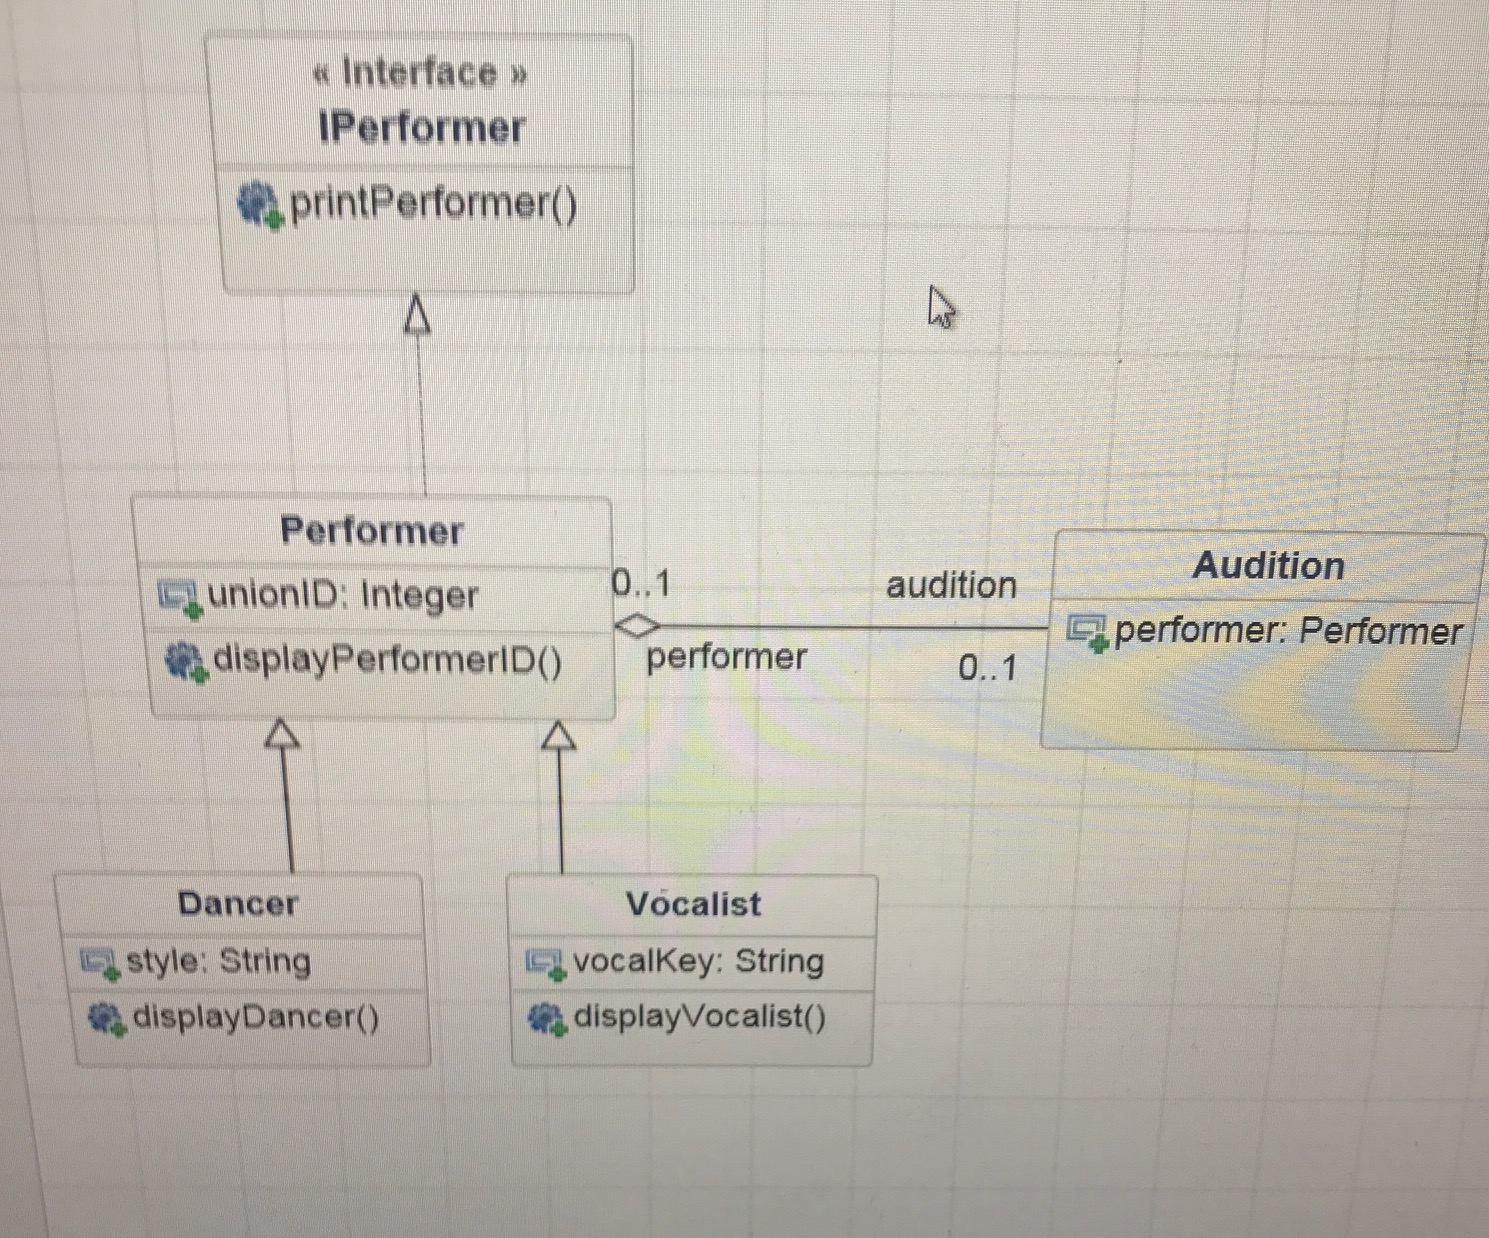 « Interface »
IPerformer
printPerformer()
Performer
unionID: Integer
displayPerformerID()
0..1
performer
audition
0..1
Audition
performer: Performer
Dancer
style: String
displayDancer()
Vocalist
vocalKey: String
displayVocalist()